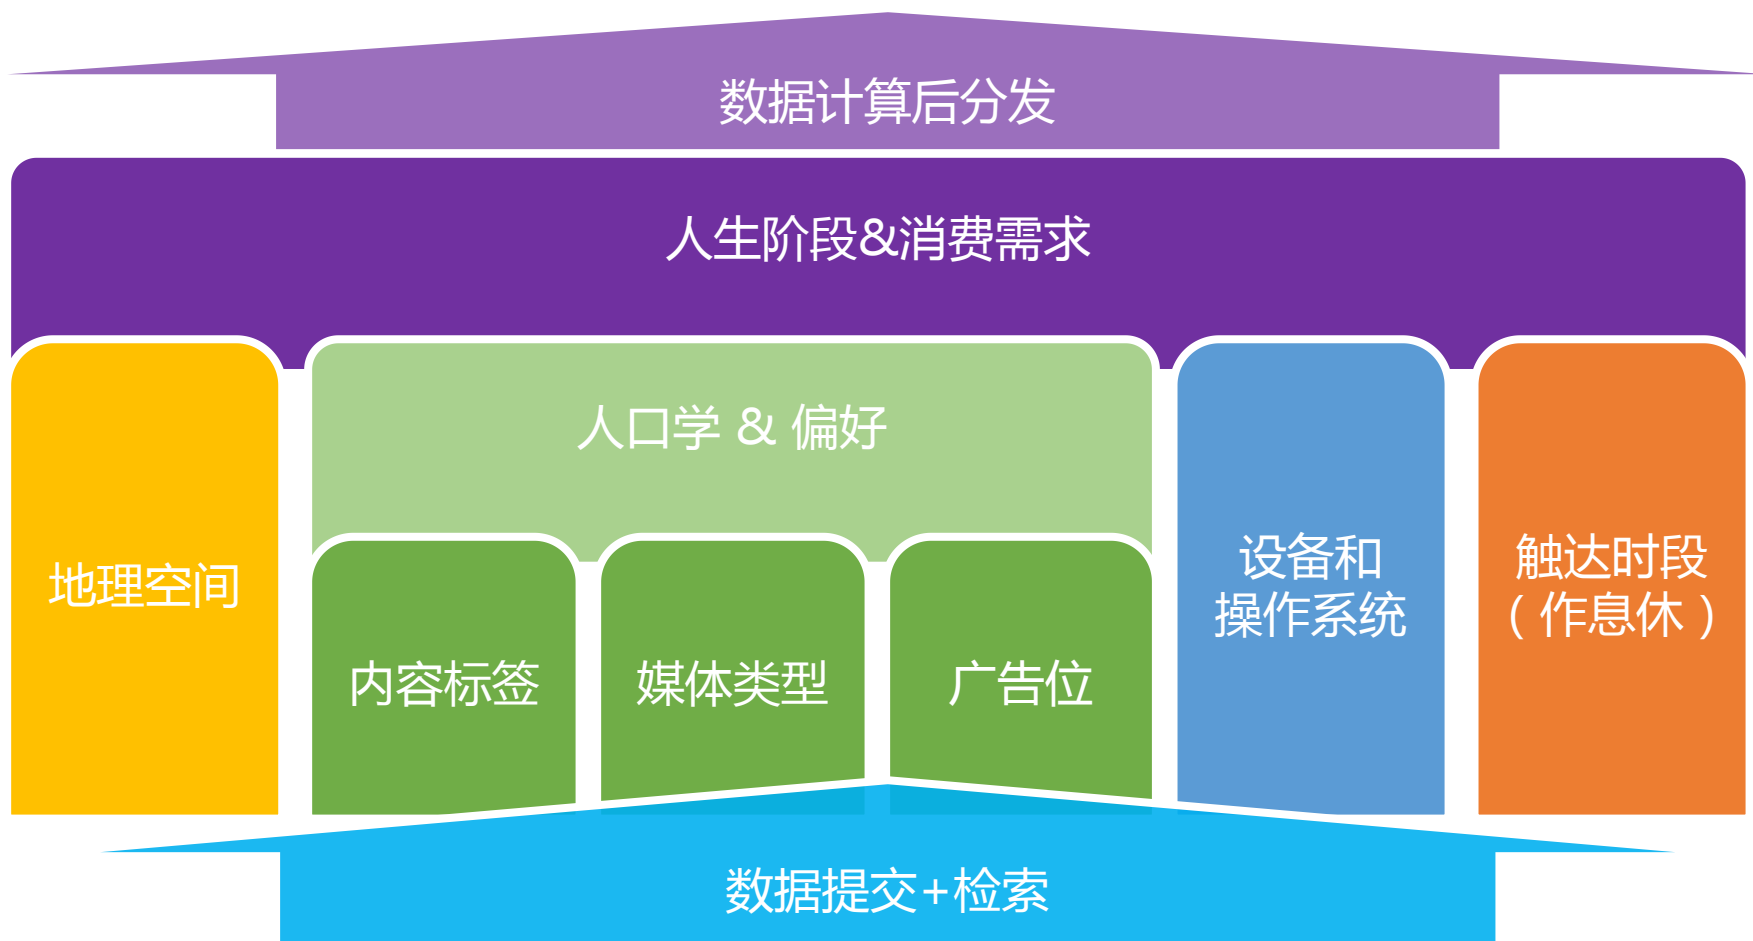 数据计算后分发
人生阶段&消费需求
人口学 & 偏好
地理空间
内容标签
媒体类型
广告位
设备和
操作系统
触达时段
（作息休）
数据提交+检索